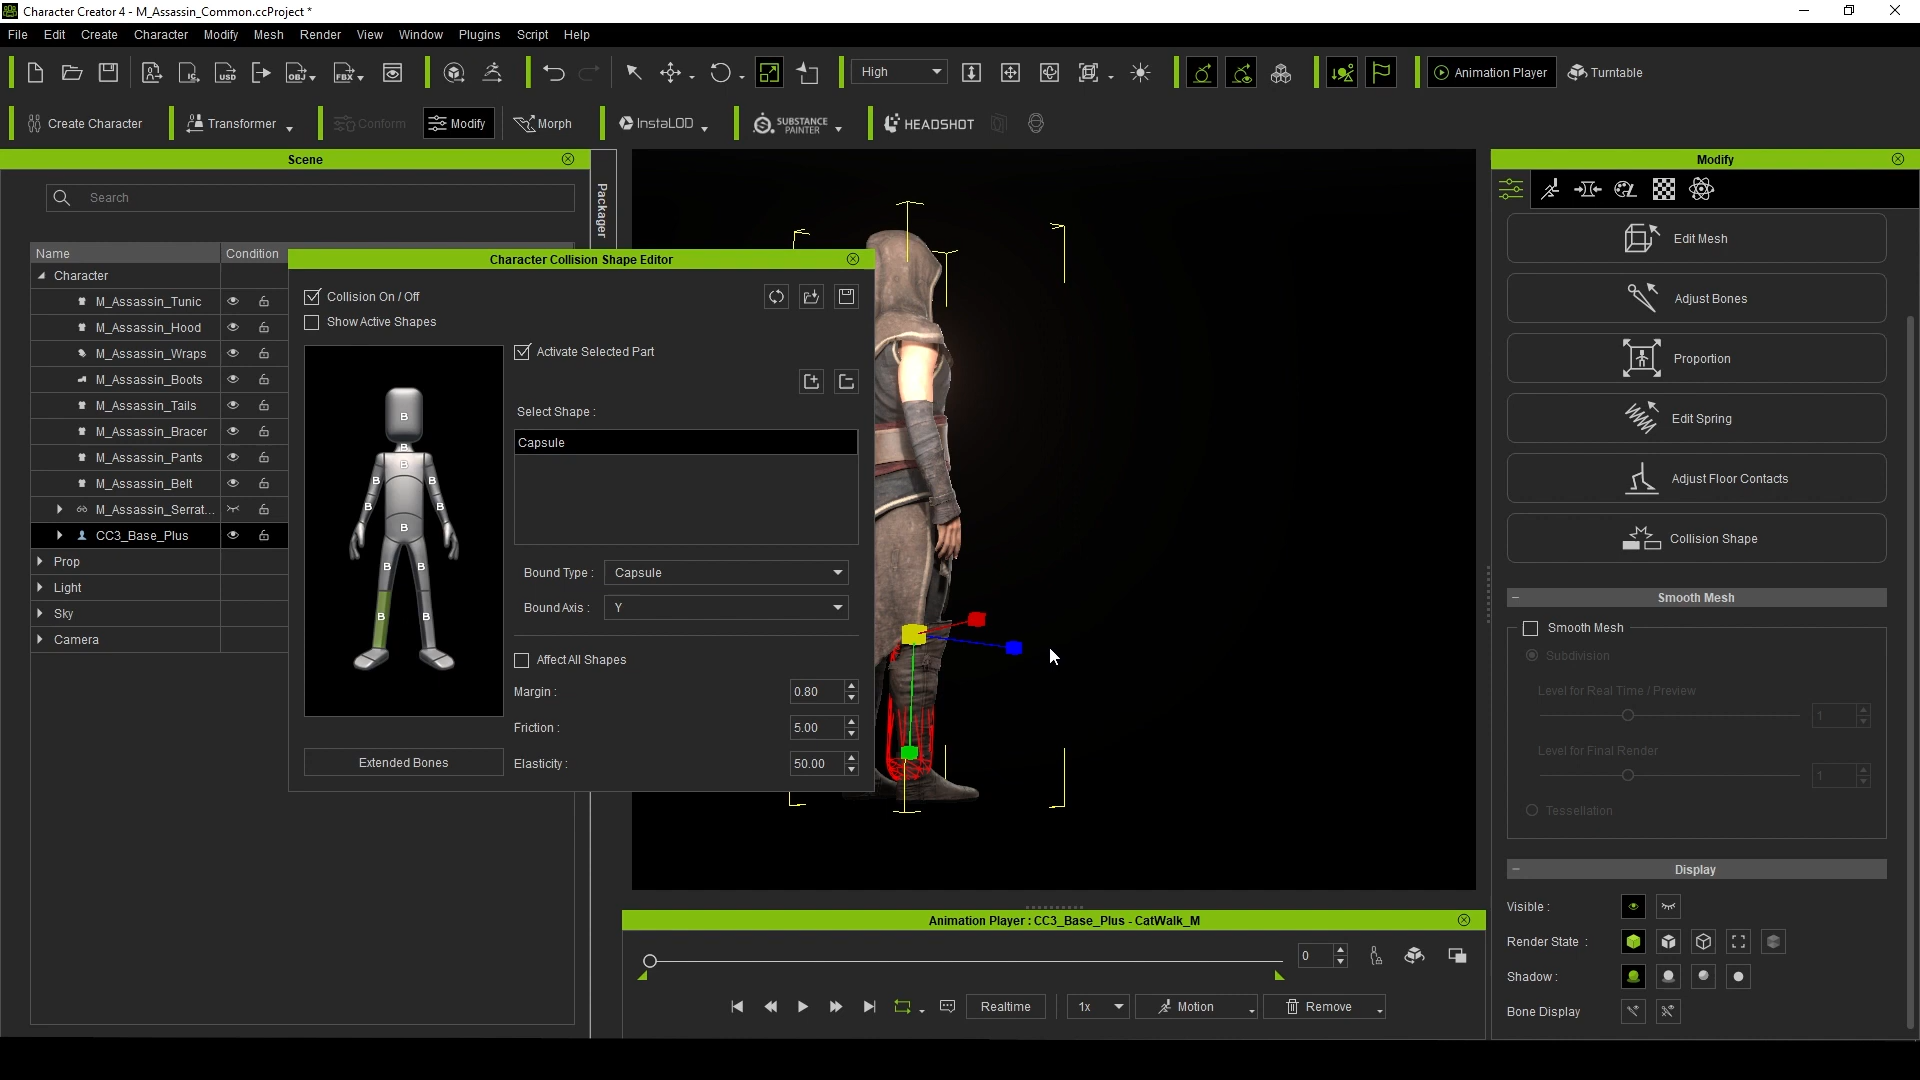 Character Creator 4 - M_Assassin_Common.ccProject *
File Edit Create Character Modify Mesh Render View Window Plugins Script Help
IC USD OBJ FBX High Animation Player Turntable
Create Character Transformer Conform Modify Morph InstaLOD SUBSTANCE PAINTER HEADSHOT
Scene
Search
Packager
Name Condition
Character
M_Assassin_Tunic
M_Assassin_Hood
M_Assassin_Wraps
M_Assassin_Boots
M_Assassin_Tails
M_Assassin_Bracer
M_Assassin_Pants
M_Assassin_Belt
M_Assassin_Serrat...
CC3_Base_Plus
Prop
Light
Sky
Camera
Character Collision Shape Editor
Collision On / Off
Show Active Shapes
Activate Selected Part
Select Shape :
Capsule
Bound Type : Capsule
Bound Axis : Y
Affect All Shapes
Margin : 0.80
Friction : 5.00
Elasticity : 50.00
B
B
B
B B
B B
B
B B
B B
Extended Bones
Modify
Edit Mesh
Adjust Bones
Proportion
Edit Spring
Adjust Floor Contacts
Collision Shape
Smooth Mesh
Smooth Mesh
Subdivision
Level for Real Time / Preview
1
Level for Final Render
1
Tessellation
Display
Visible :
Render State :
Shadow :
Bone Display
Animation Player : CC3_Base_Plus - CatWalk_M
0
Realtime 1x Motion Remove